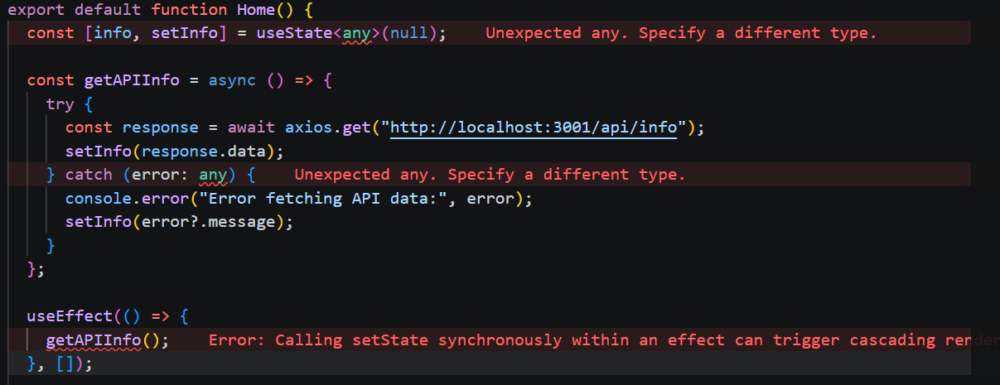 export default function Home() {
  const [info, setInfo] = useState<any>(null);    Unexpected any. Specify a different type.

  const getAPIInfo = async () => {
    try {
      const response = await axios.get("http://localhost:3001/api/info");
      setInfo(response.data);
    } catch (error: any) {    Unexpected any. Specify a different type.
      console.error("Error fetching API data:", error);
      setInfo(error?.message);
    }
  };

  useEffect(() => {
    getAPIInfo();    Error: Calling setState synchronously within an effect can trigger cascading render
  }, []);